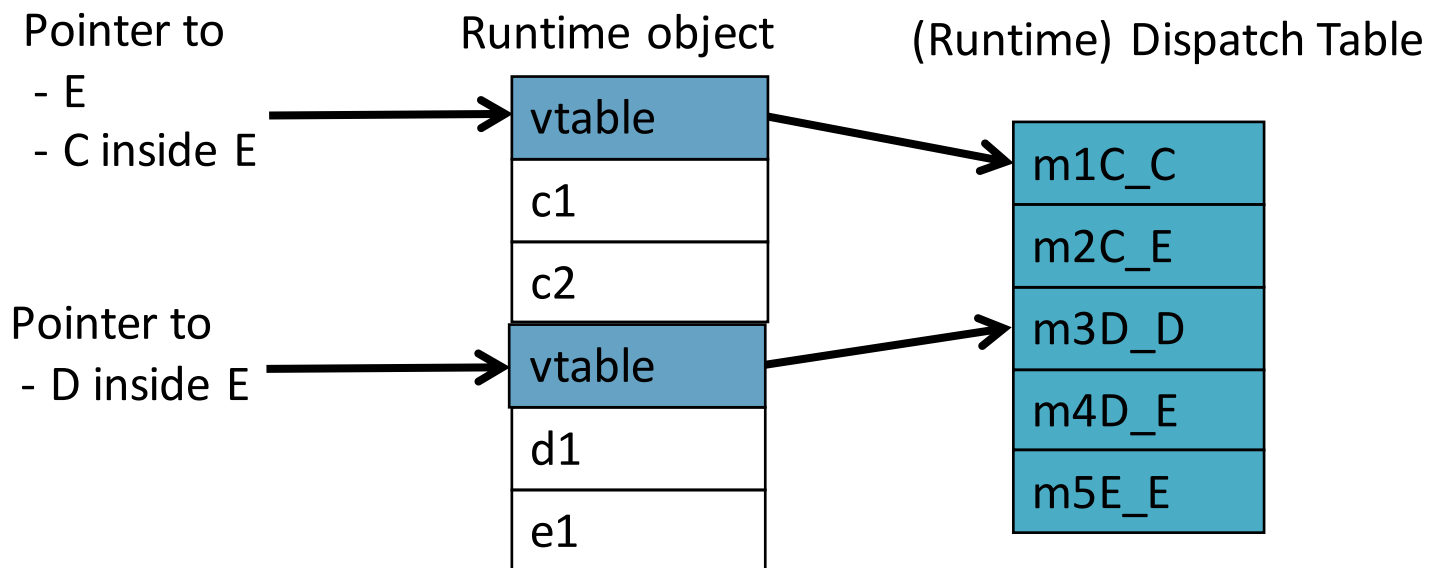 Pointer to
- E
- C inside E
Pointer to
- D inside E
Runtime object
vtable
c1
c2
vtable
d1
e1
(Runtime) Dispatch Table
m1C_C
m2C_E
m3D_D
m4D_E
m5E_E